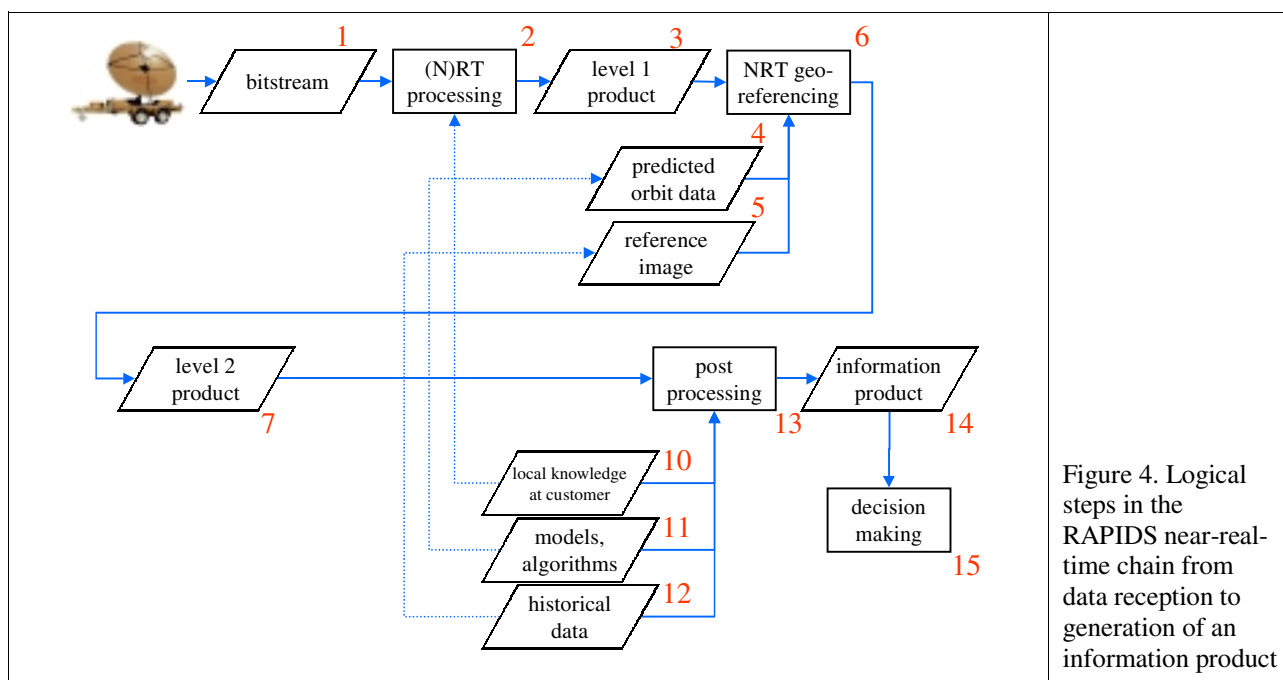 1
bitstream
2
(N)RT
processing
3
level 1
product
6
NRT geo-
referencing
4
predicted
orbit data
5
reference
image
level 2
product
7
post
processing
13
information
product
14
10
local knowledge
at customer
11
models,
algorithms
12
historical
data
decision
making
15
Figure 4. Logical
steps in the
RAPIDS near-real-
time chain from
data reception to
generation of an
information product